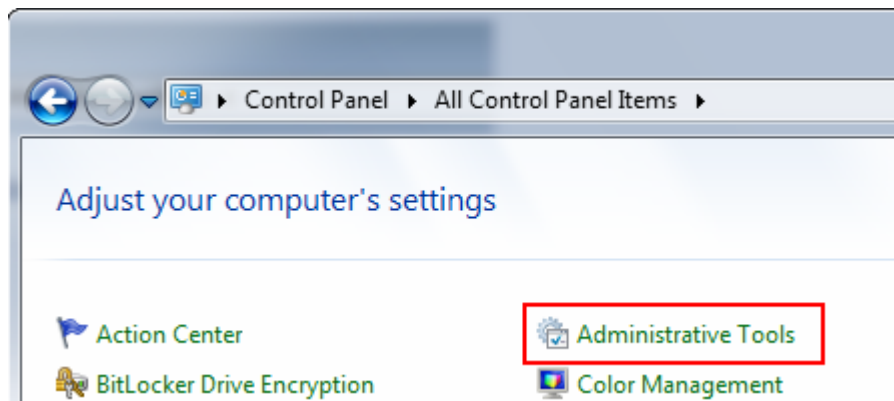 Control Panel All Control Panel Items
Adjust your computer's settings
Action Center Administrative Tools
BitLocker Drive Encryption Color Management